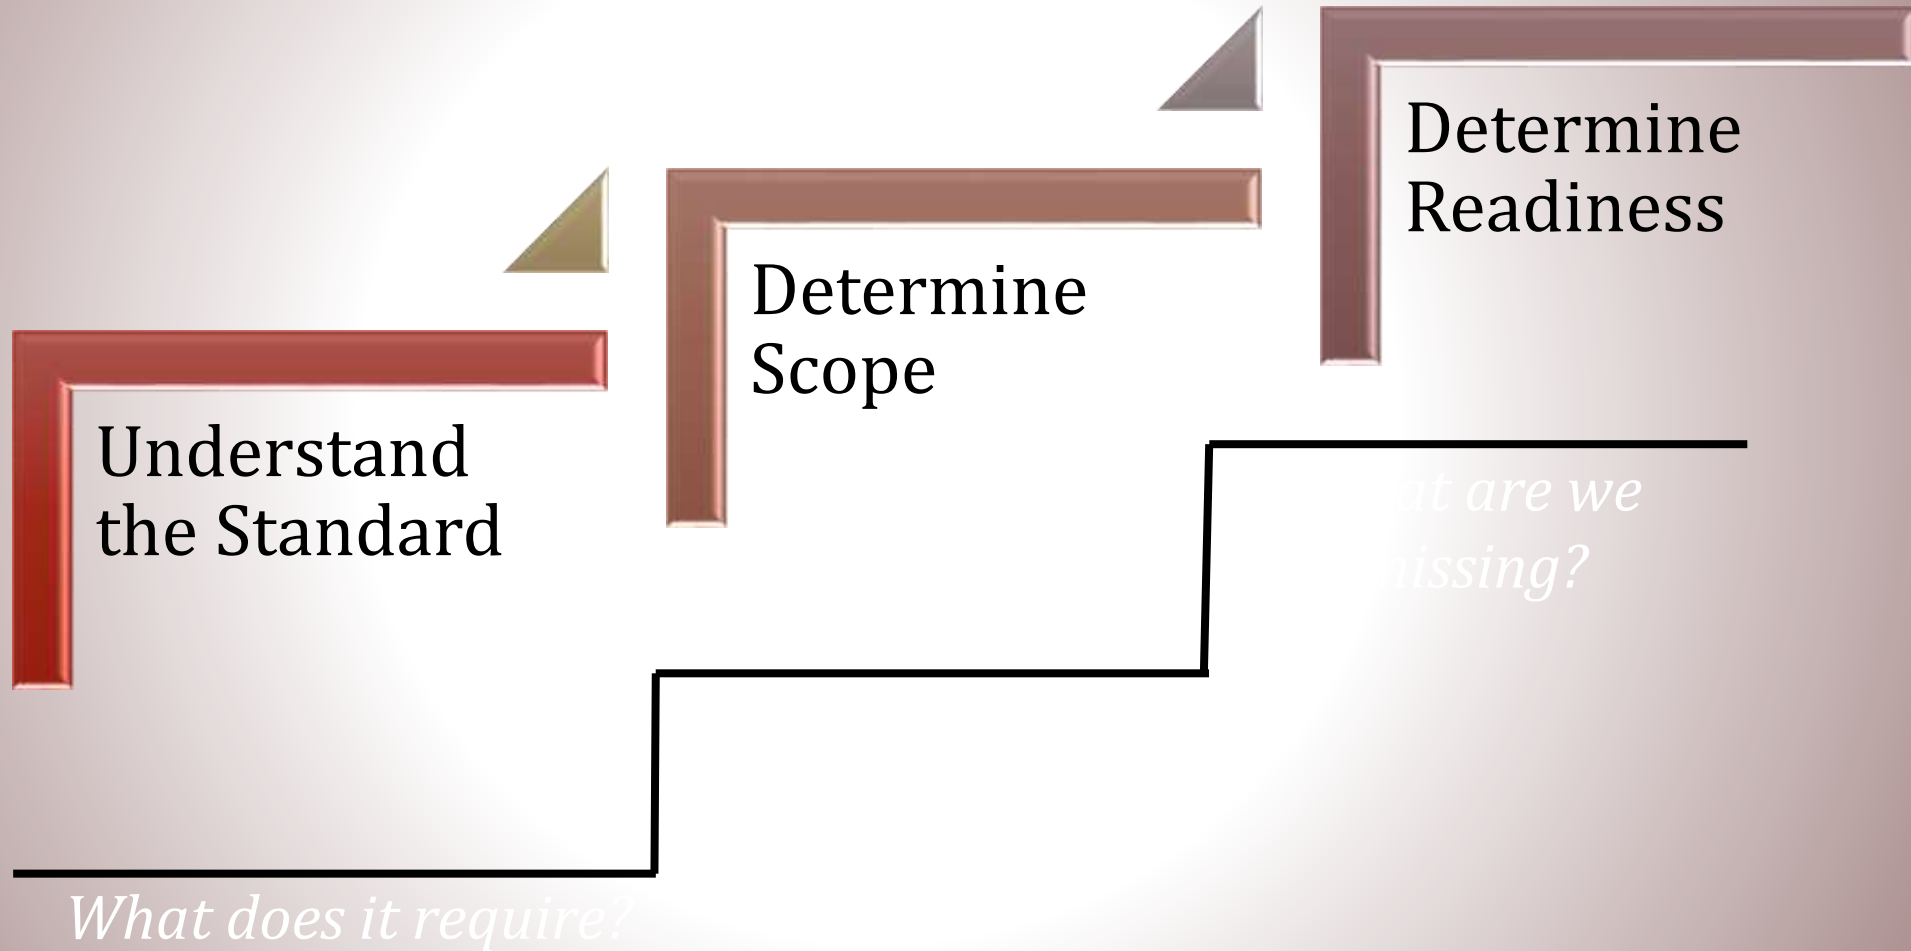 Understand
the Standard
What does it require?
Determine
Scope
Determine
Readiness
are we